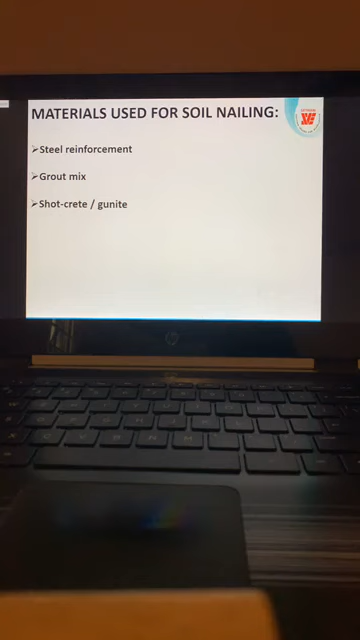 MATERIALS USED FOR SOIL NAILING:
➢Steel reinforcement
➢Grout mix
➢Shot-crete / gunite